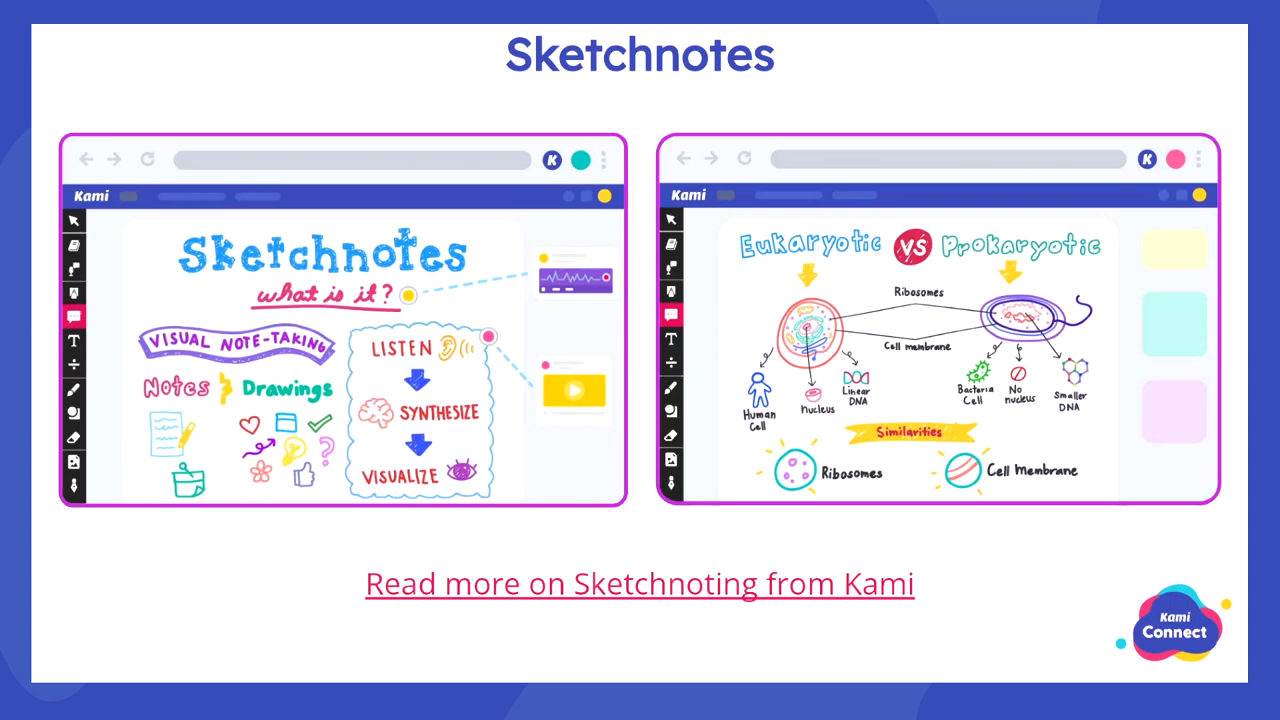 Sketchnotes
K
Kami
Sketchnotes
what is it?
VISUAL NOTE-TAKING
Notes & Drawings
LISTEN
SYNTHESIZE
VISUALIZE
K
Kami
Eukaryotic VS Prokaryotic
Ribosomes
Cell membrane
Human
Cell
Nucleus
Linear
DNA
Bacteria
Cell
No
nucleus
Smaller
DNA
Similarities
Ribosomes
Cell Membrane
Read more on Sketchnoting from Kami
Kami
Connect